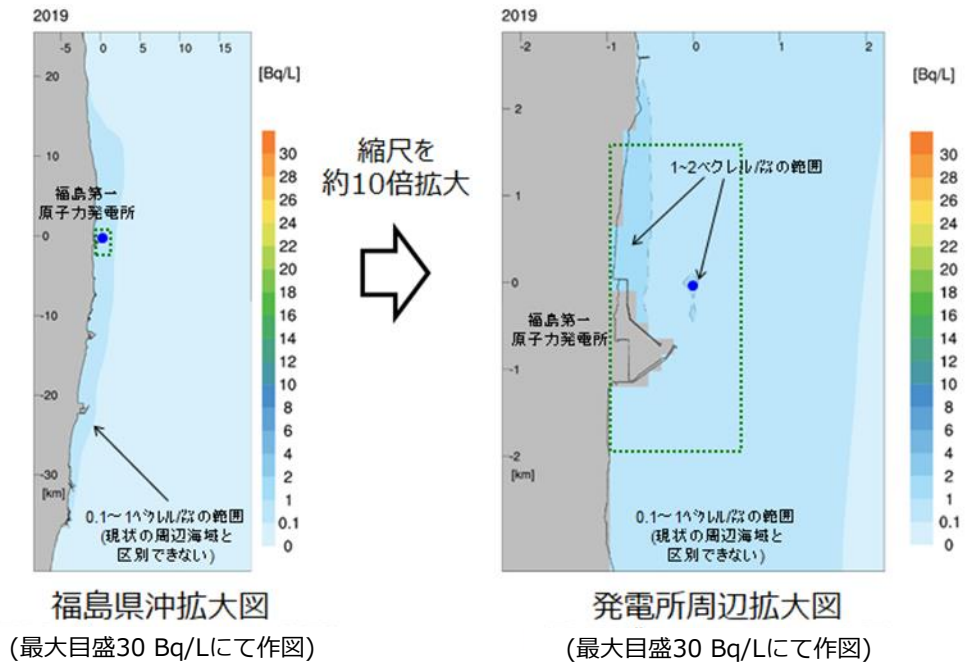 2019
-5 0 5 10 15
20
10
0
-10
-20
-30
[km]
福島第一
原子力発電所
0.1～1ベクレル/㍑の範囲
(現状の周辺海域と
区別できない)
[Bq/L]
30
28
26
24
22
20
18
16
14
12
10
8
6
4
2
1
0.1
0
福島県沖拡大図
(最大目盛30 Bq/Lにて作図)
縮尺を
約10倍拡大
2019
-2 -1 0 1 2
2
1
0
-1
-2
[km]
1~2ベクレル/㍑の範囲
福島第一
原子力発電所
0.1～1ベクレル/㍑の範囲
(現状の周辺海域と
区別できない)
[Bq/L]
30
28
26
24
22
20
18
16
14
12
10
8
6
4
2
1
0.1
0
発電所周辺拡大図
(最大目盛30 Bq/Lにて作図)